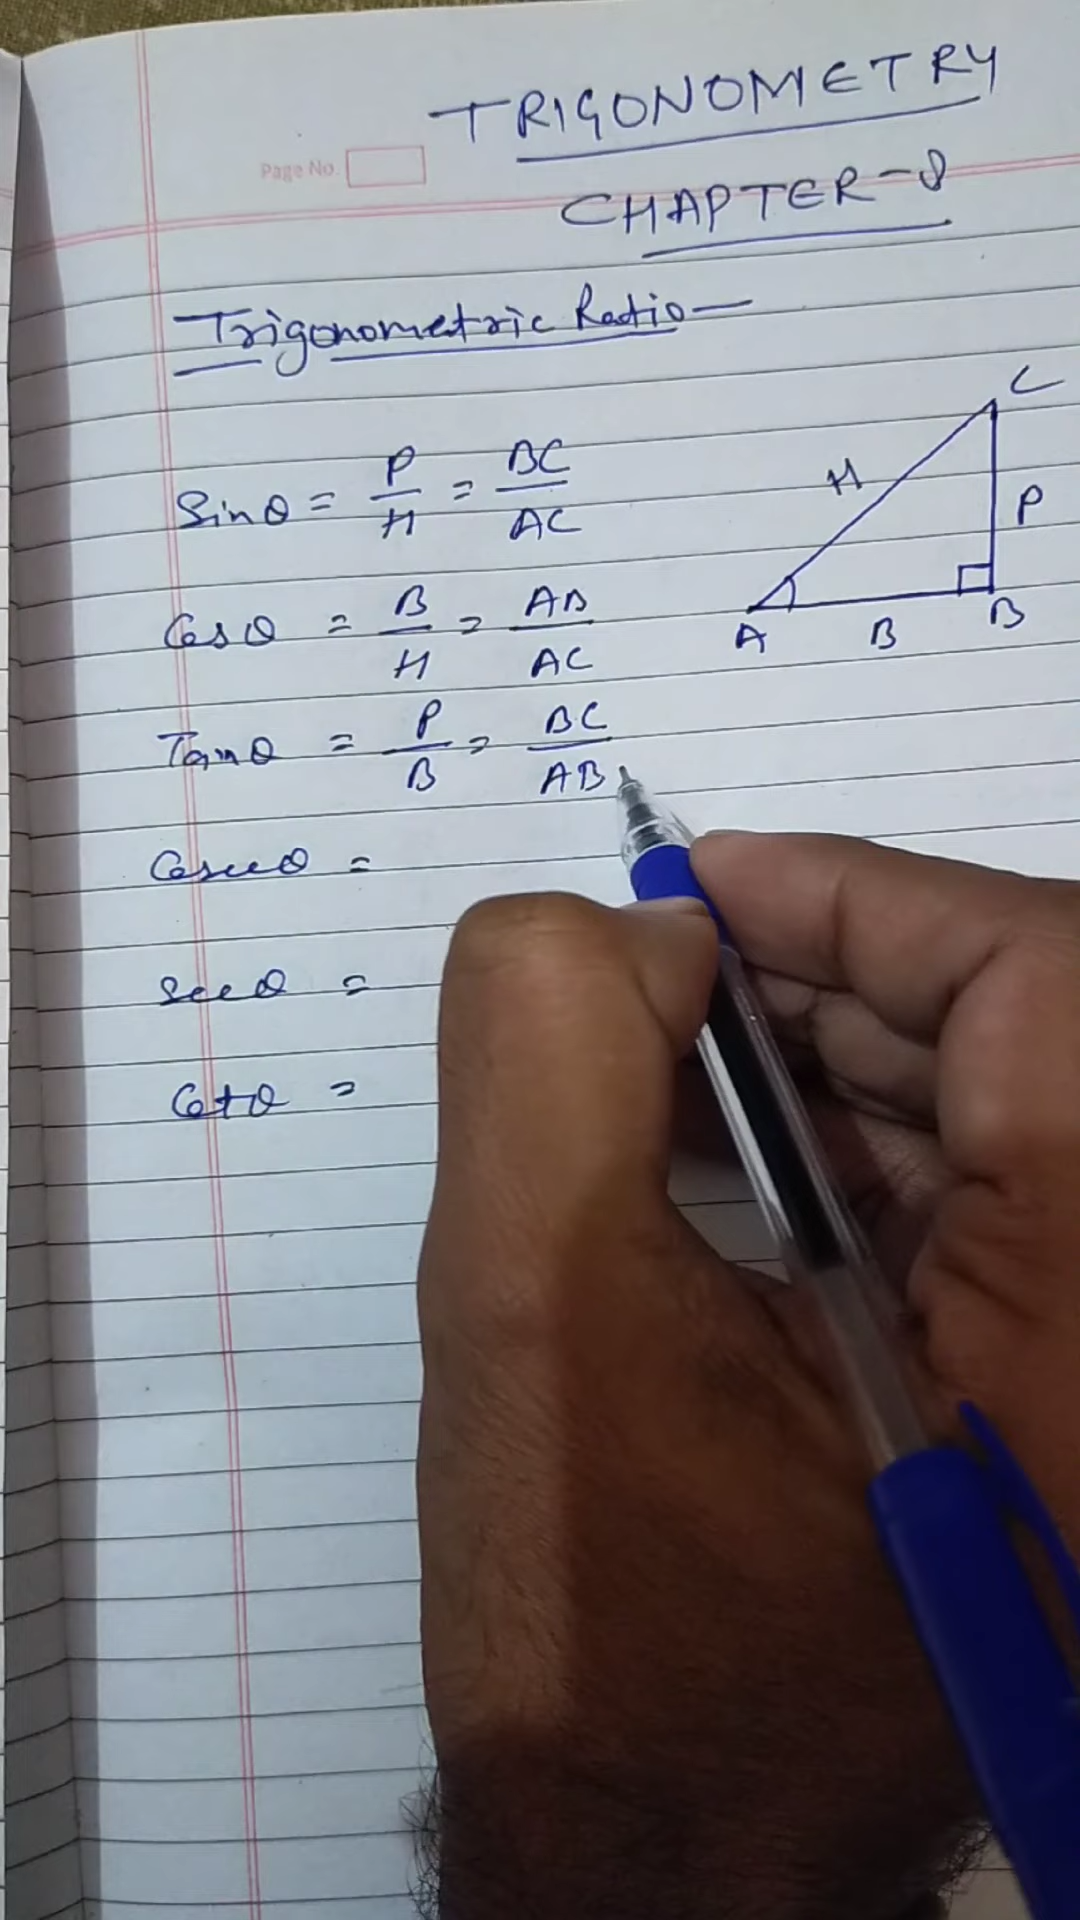 TRIGONOMETRY
Page No.
CHAPTER-8
Trigonometric Ratio—
Sinθ = P/H = BC/AC
Cosθ = B/H = AB/AC
Tanθ = P/B = BC/AB
Cosecθ =
Secθ =
Cotθ =
C
H
P
A
B
B